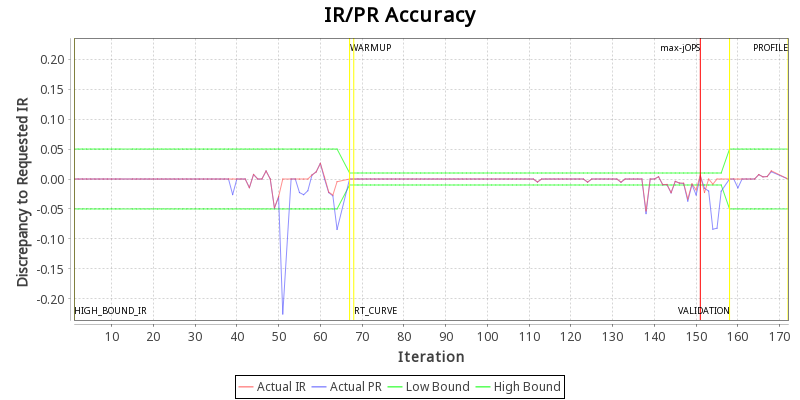 IR/PR Accuracy
WARMUP
max-jOPS
PROFILE
0.20
0.15
0.10
0.05
0.00
-0.05
-0.10
-0.15
-0.20
Discrepancy to Requested IR
HIGH_BOUND_IR
RT_CURVE
VALIDATION
10 20 30 40 50 60 70 80 90 100 110 120 130 140 150 160 170
Iteration
Actual IR Actual PR Low Bound High Bound